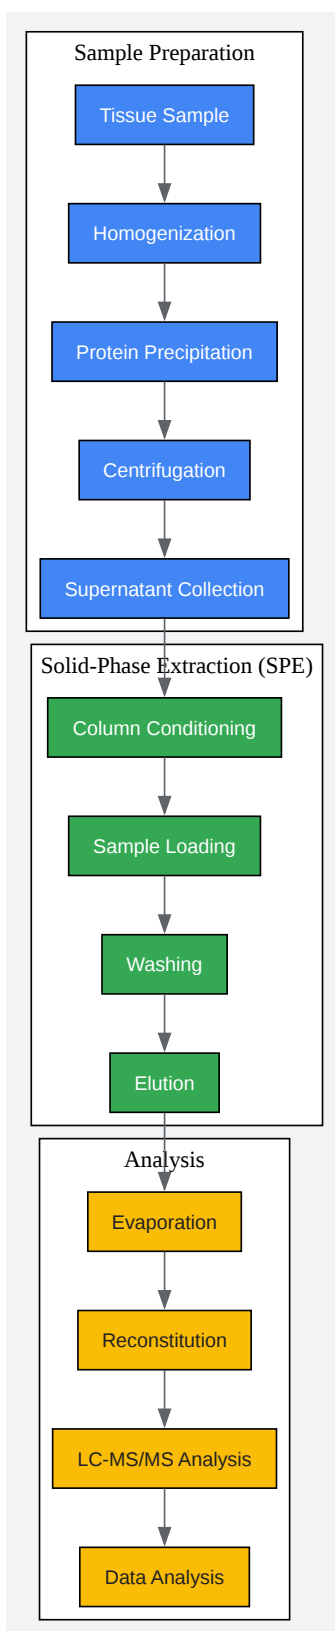 Sample Preparation
Tissue Sample
Homogenization
Protein Precipitation
Centrifugation
Supernatant Collection
Solid-Phase Extraction (SPE)
Column Conditioning
Sample Loading
Washing
Elution
Analysis
Evaporation
Reconstitution
LC-MS/MS Analysis
Data Analysis